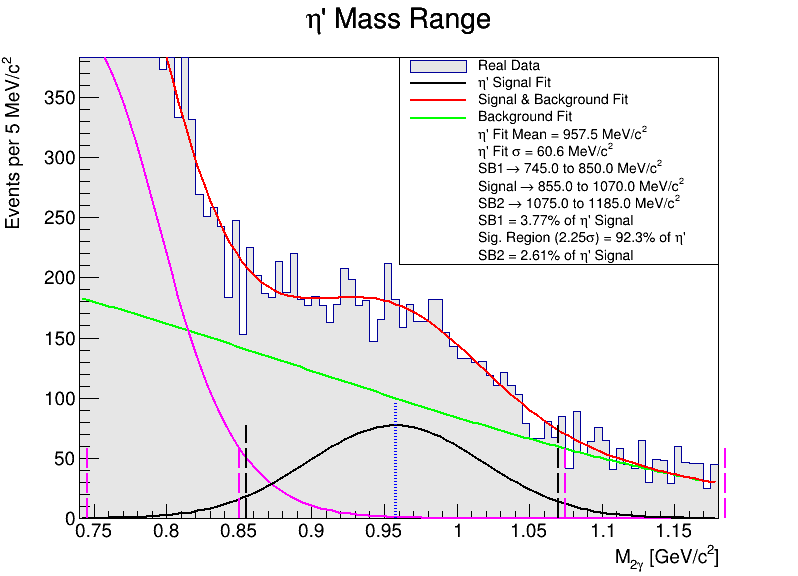 η' Mass Range
Events per 5 MeV/c²
350
300
250
200
150
100
50
0
Real Data
η' Signal Fit
Signal & Background Fit
Background Fit
η' Fit Mean = 957.5 MeV/c²
η' Fit σ = 60.6 MeV/c²
SB1 → 745.0 to 850.0 MeV/c²
Signal → 855.0 to 1070.0 MeV/c²
SB2 → 1075.0 to 1185.0 MeV/c²
SB1 = 3.77% of η' Signal
Sig. Region (2.25σ) = 92.3% of η'
SB2 = 2.61% of η' Signal
0.75 0.8 0.85 0.9 0.95 1 1.05 1.1 1.15
M₂γ [GeV/c²]